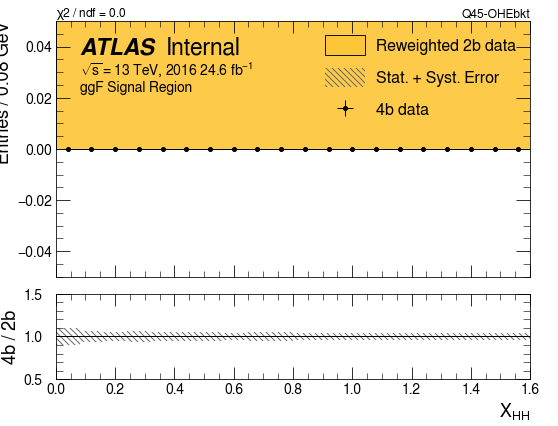 χ2 / ndf = 0.0
Q45-OHEbkt
ATLAS Internal
√s = 13 TeV, 2016 24.6 fb⁻¹
ggF Signal Region
Reweighted 2b data
Stat. + Syst. Error
4b data
Entries / 0.08 GeV
0.04
0.02
0.00
−0.02
−0.04
4b / 2b
1.5
1.0
0.5
0.0 0.2 0.4 0.6 0.8 1.0 1.2 1.4 1.6
X_HH